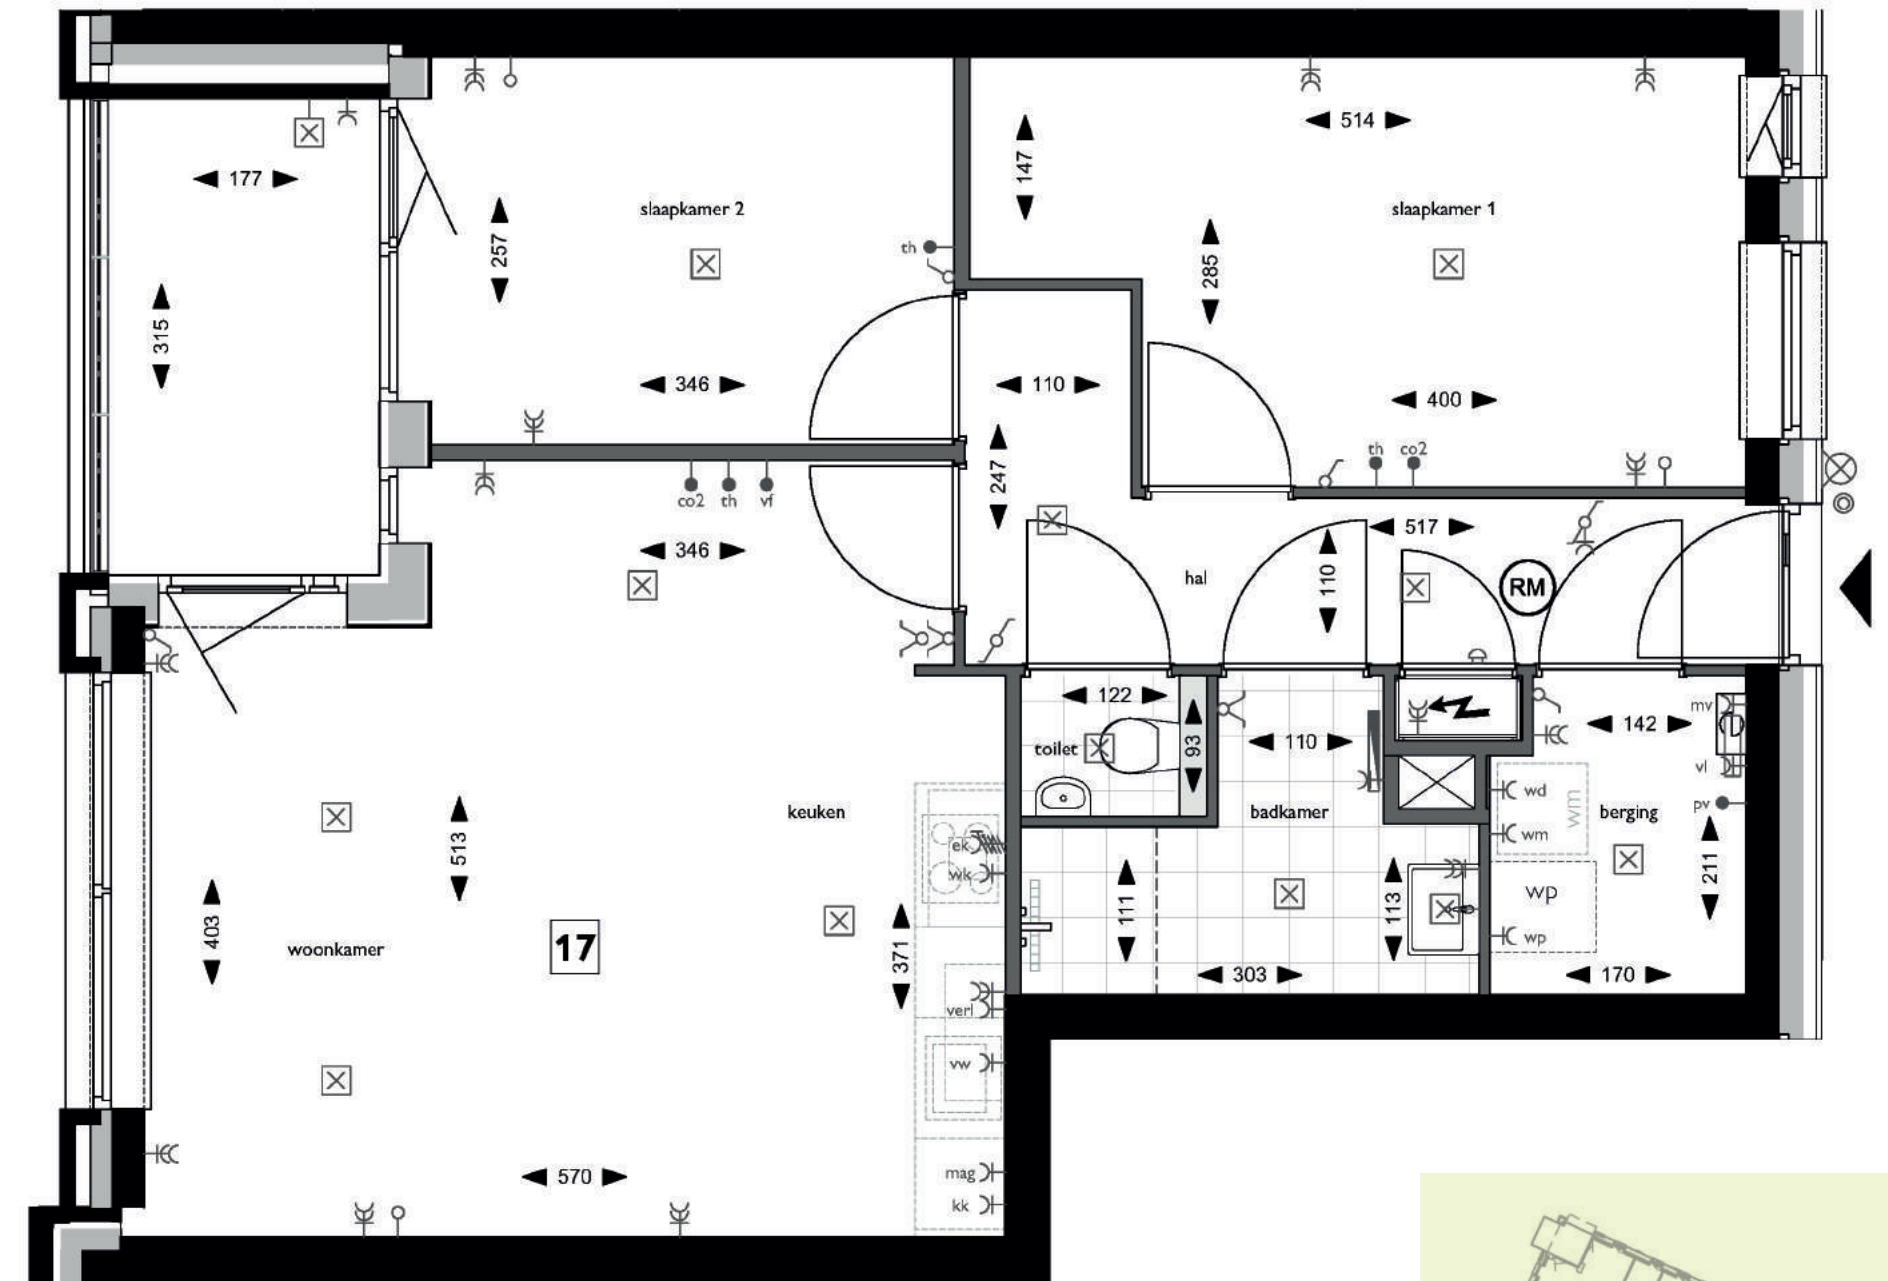 514
177
147
slaapkamer 2
slaapkamer 1
257
th
285
315
346
110
400
th
co2
247
co2
th
vf
517
346
hal
110
RM
122
mv
93
142
110
toilet
vl
wd
wm
pv
keuken
badkamer
berging
513
ek
wm
wk
211
wp
403
111
113
17
371
woonkamer
wp
303
170
verl
vw
mag
570
kk